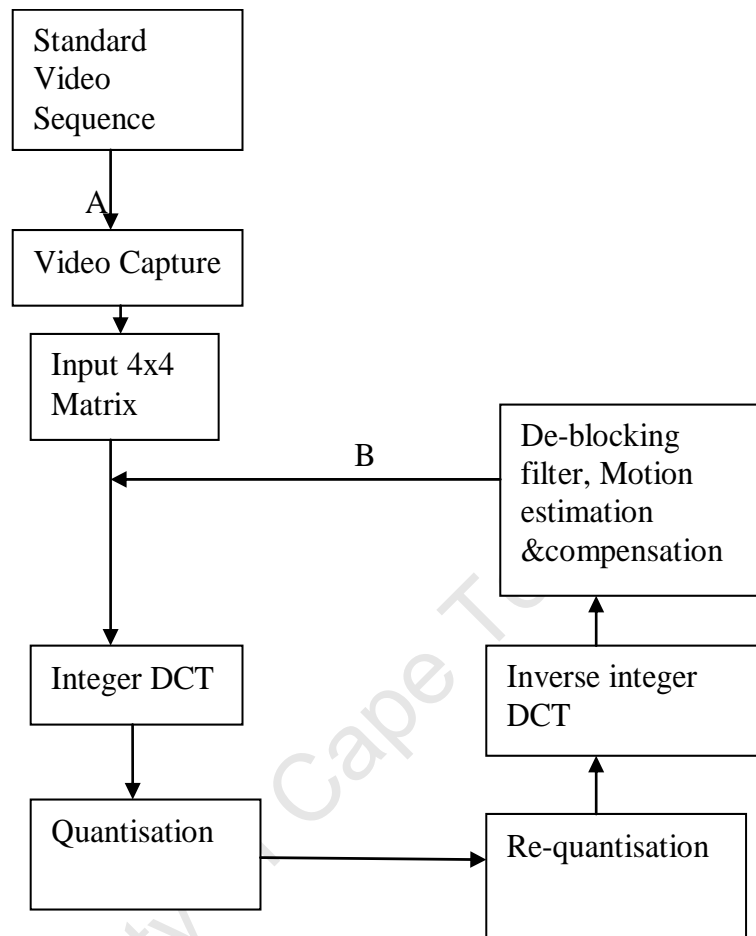 Standard
Video
Sequence
A
Video Capture
Input 4x4
Matrix
B
De-blocking
filter, Motion
estimation
&compensation
Integer DCT
Inverse integer
DCT
Quantisation
Re-quantisation
Cape